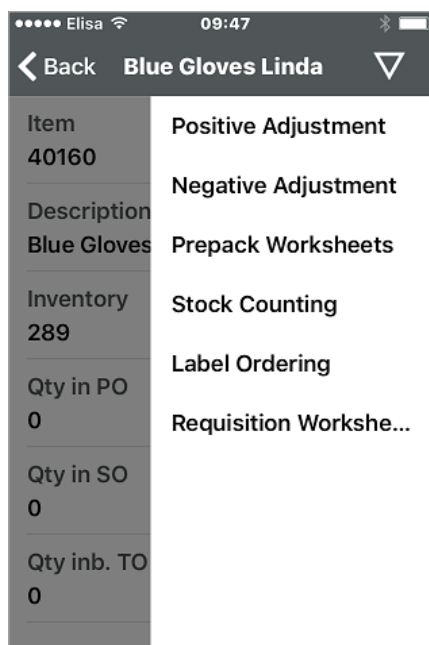 Elisa 09:47
Back Blue Gloves Linda
Item
40160
Description
Blue Gloves
Inventory
289
Qty in PO
0
Qty in SO
0
Qty inb. TO
0
Positive Adjustment
Negative Adjustment
Prepack Worksheets
Stock Counting
Label Ordering
Requisition Workshe...